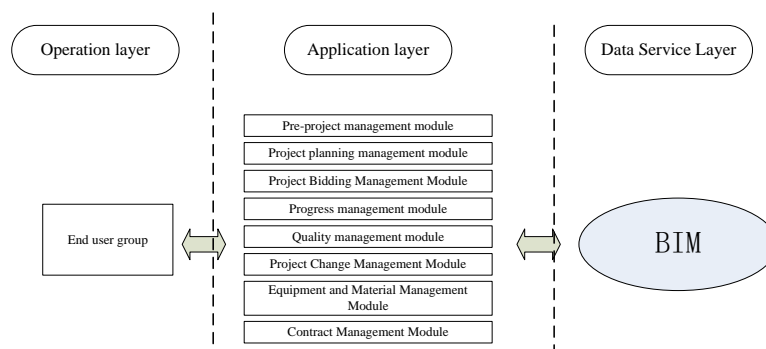 Operation layer
Application layer
Data Service Layer
Pre-project management module
Project planning management module
Project Bidding Management Module
Progress management module
End user group
Quality management module
BIM
Project Change Management Module
Equipment and Material Management
Module
Contract Management Module